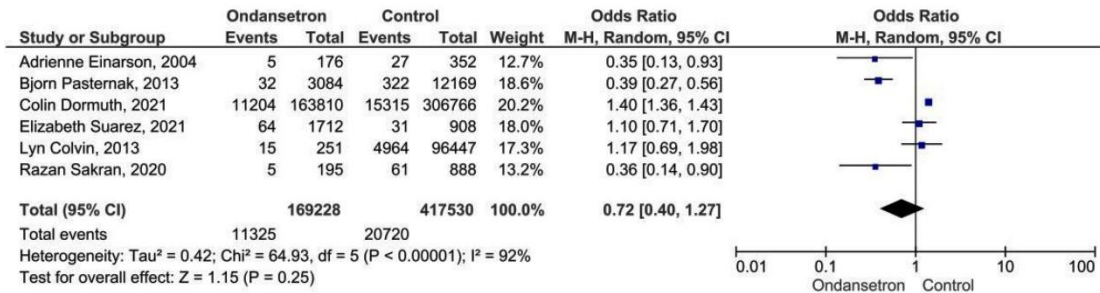 Ondansetron Control Odds Ratio Odds Ratio
Study or Subgroup Events Total Events Total Weight M-H, Random, 95% CI M-H, Random, 95% CI
Adrienne Einarson, 2004 5 176 27 352 12.7% 0.35 [0.13, 0.93]
Bjorn Pasternak, 2013 32 3084 322 12169 18.6% 0.39 [0.27, 0.56]
Colin Dormuth, 2021 11204 163810 15315 306766 20.2% 1.40 [1.36, 1.43]
Elizabeth Suarez, 2021 64 1712 31 908 18.0% 1.10 [0.71, 1.70]
Lyn Colvin, 2013 15 251 4964 96447 17.3% 1.17 [0.69, 1.98]
Razan Sakran, 2020 5 195 61 888 13.2% 0.36 [0.14, 0.90]
Total (95% CI) 169228 417530 100.0% 0.72 [0.40, 1.27]
Total events 11325 20720
Heterogeneity: Tau² = 0.42; Chi² = 64.93, df = 5 (P < 0.00001); I² = 92%
Test for overall effect: Z = 1.15 (P = 0.25)
0.01 0.1 1 10 100
Ondansetron Control